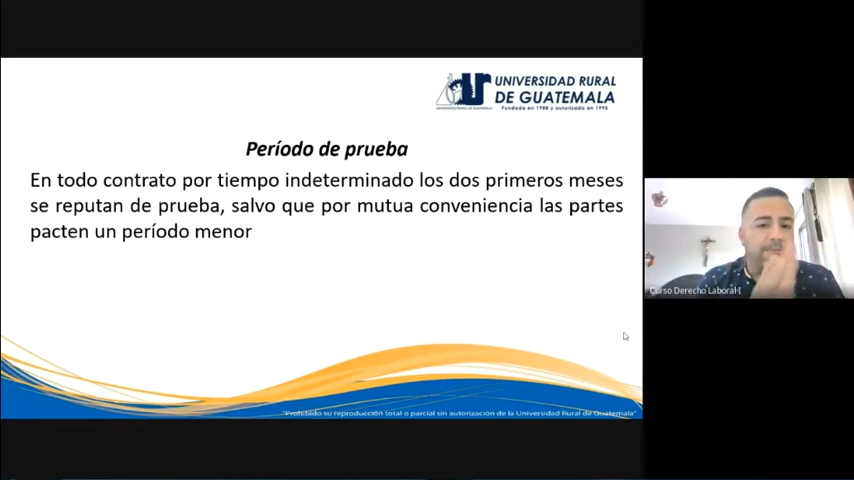 UNIVERSIDAD RURAL
DE GUATEMALA
Fundada en 1988 y autorizada en 1995
Período de prueba
En todo contrato por tiempo indeterminado los dos primeros meses
se reputan de prueba, salvo que por mutua conveniencia las partes
pacten un período menor
Curso Derecho Laboral I
"Prohibido su reproducción total o parcial sin autorización de la Universidad Rural de Guatemala"